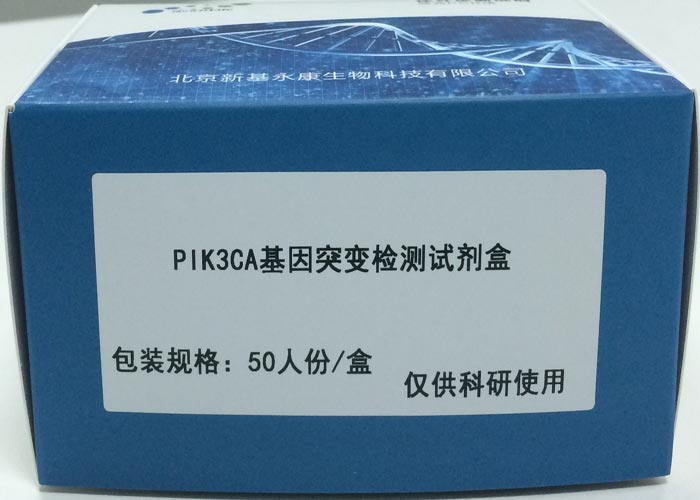 北京新基永康生物科技有限公司
PIK3CA基因突变检测试剂盒
包装规格：50人份/盒
仅供科研使用